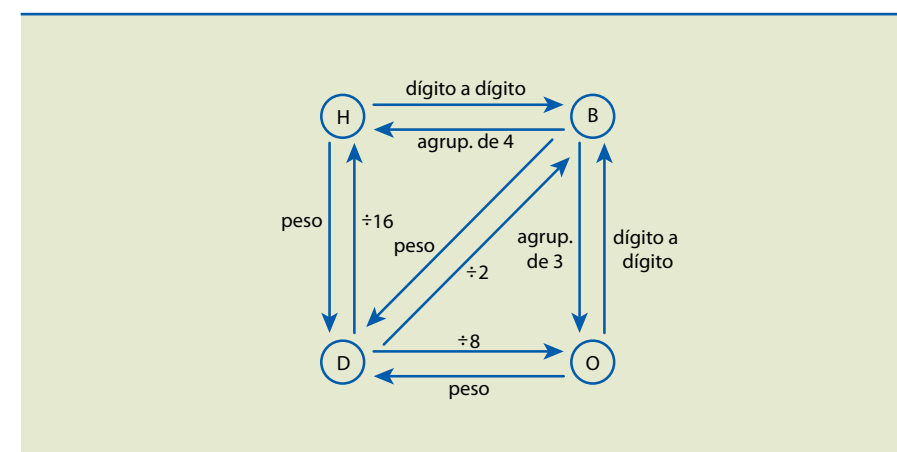 dígito a dígito
H
B
agrup. de 4
peso
÷16
peso
÷2
agrup.
de 3
dígito a
dígito
÷8
D
O
peso